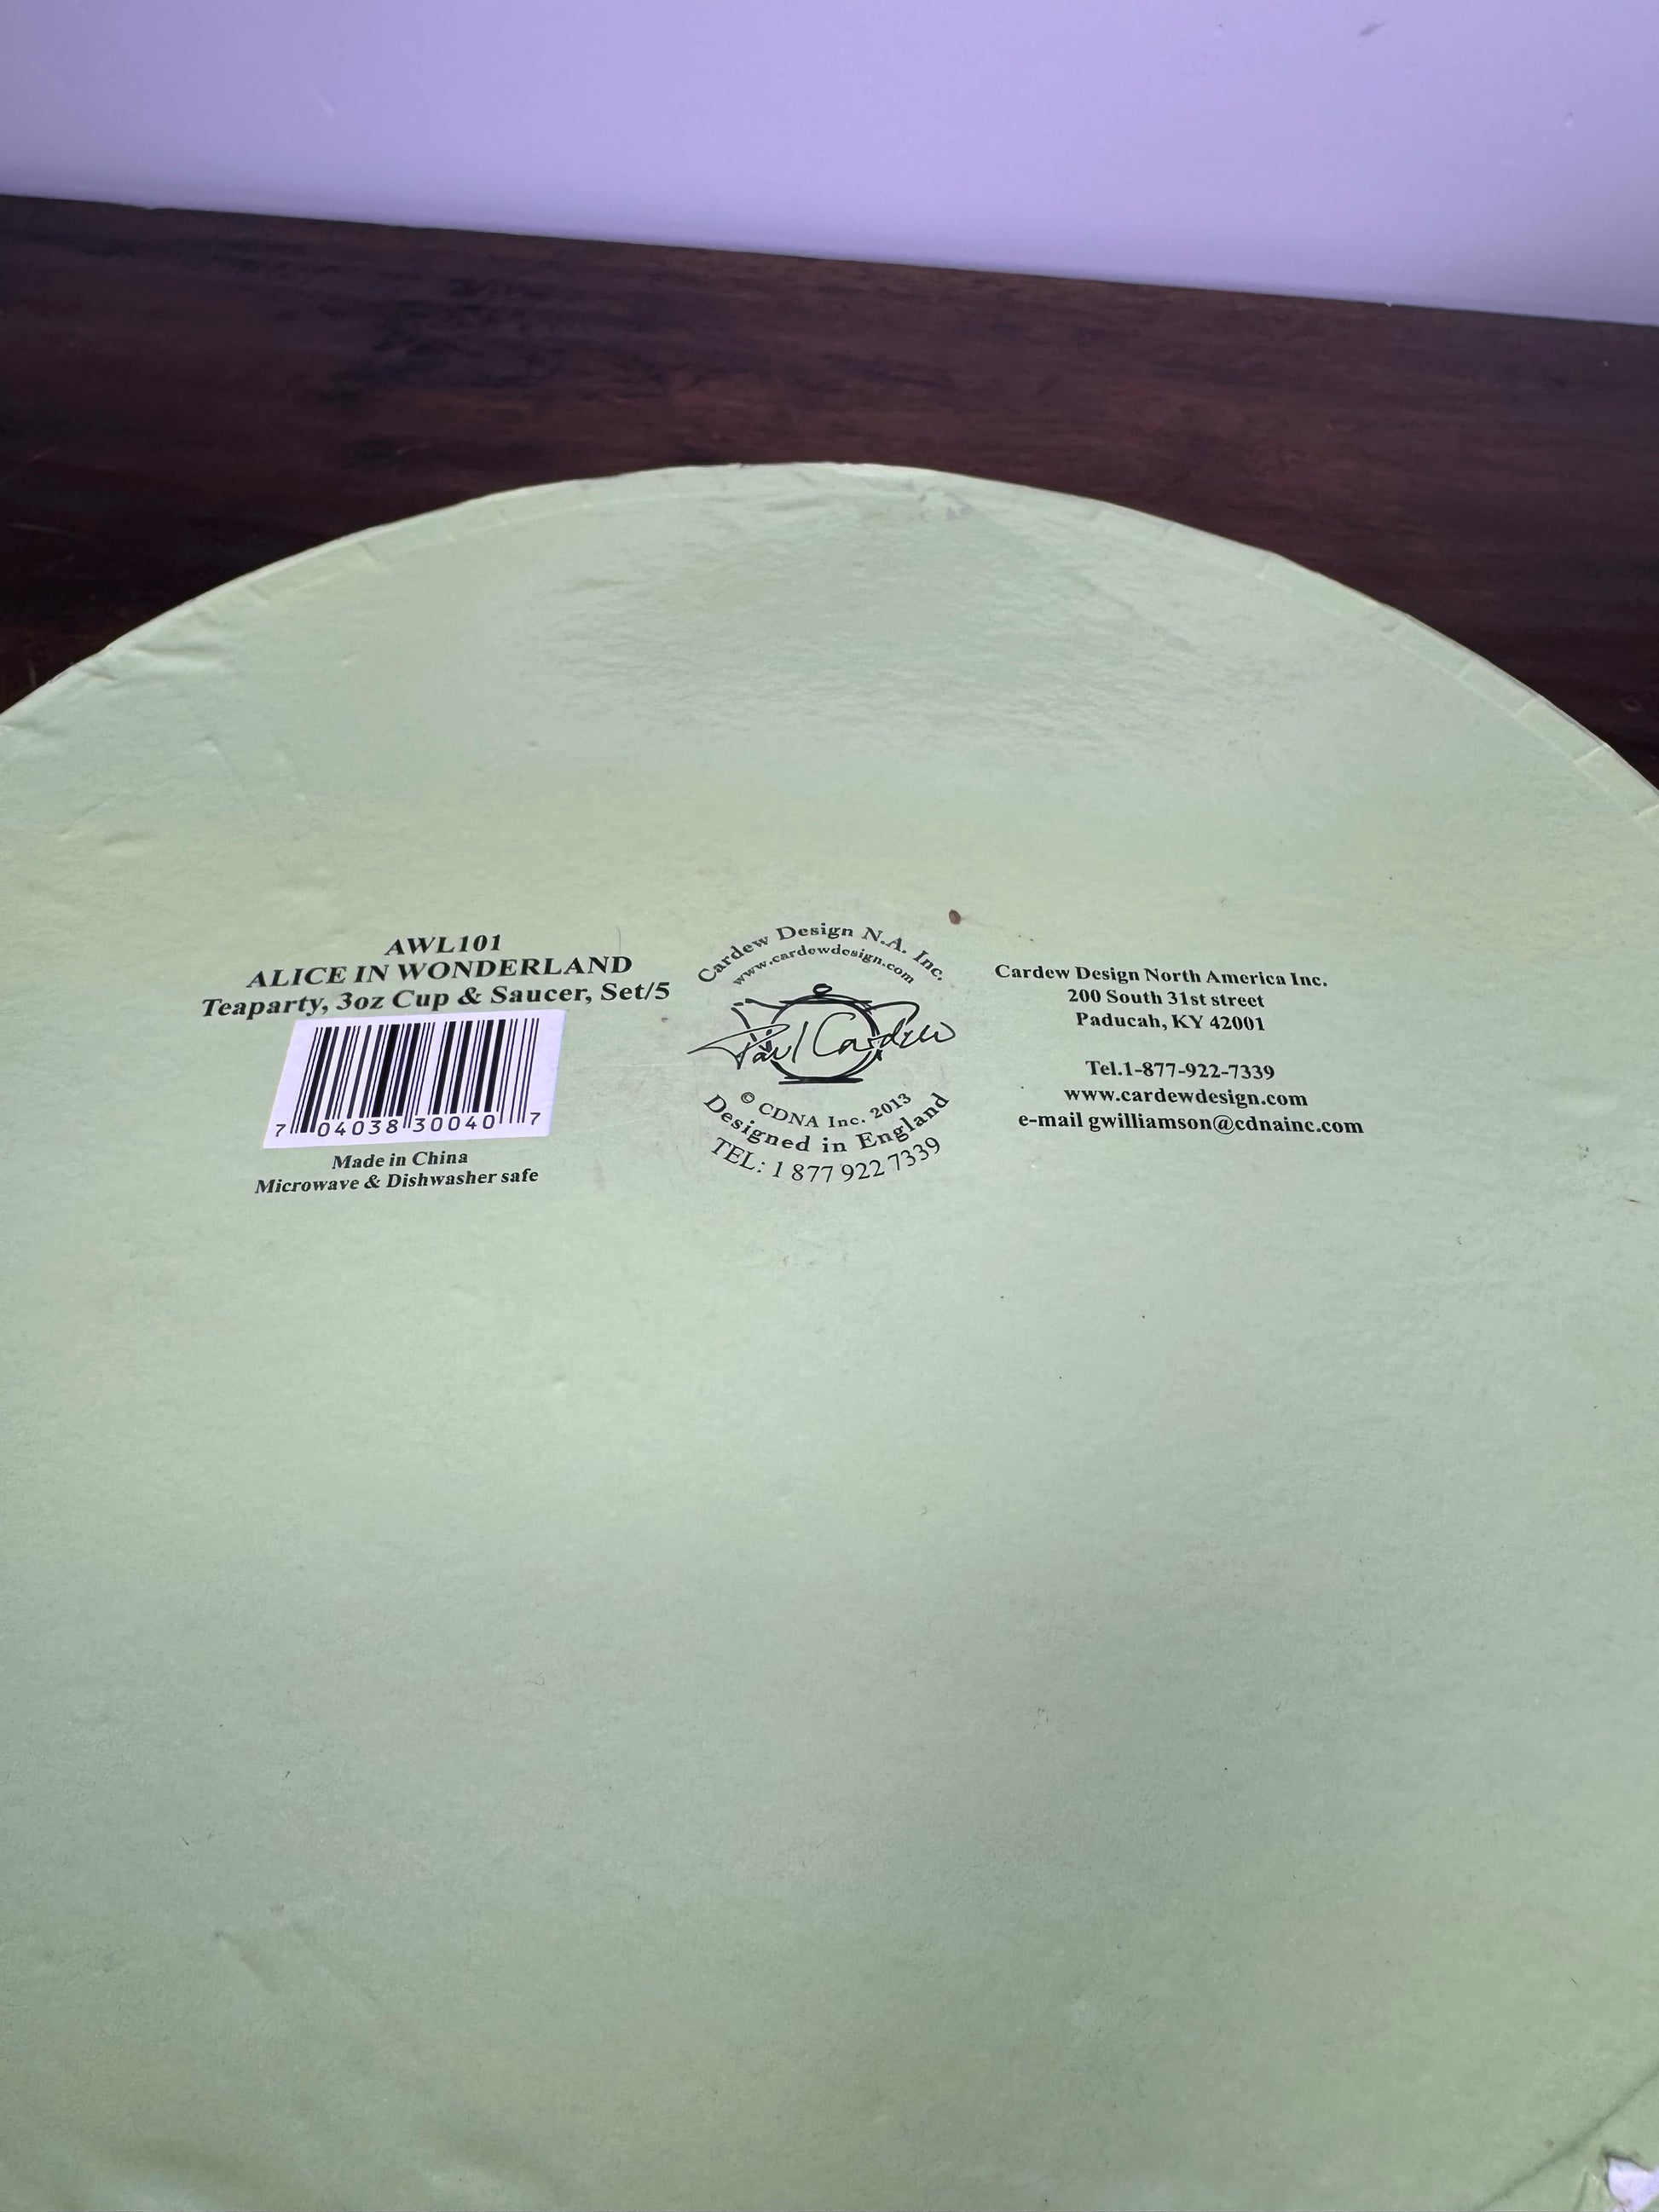 AWL101
ALICE IN WONDERLAND
Teaparty, 3oz Cup & Saucer, Set/5
7 04038 30040 7
Made in China
Microwave & Dishwasher safe
Cardew Design N.A. Inc.
www.cardewdesign.com
Paul Cardew
© CDNA Inc. 2013
Designed in England
TEL: 1 877 922 7339
Cardew Design North America Inc.
200 South 31st street
Paducah, KY 42001
Tel.1-877-922-7339
www.cardewdesign.com
e-mail gwilliamson@cdnainc.com